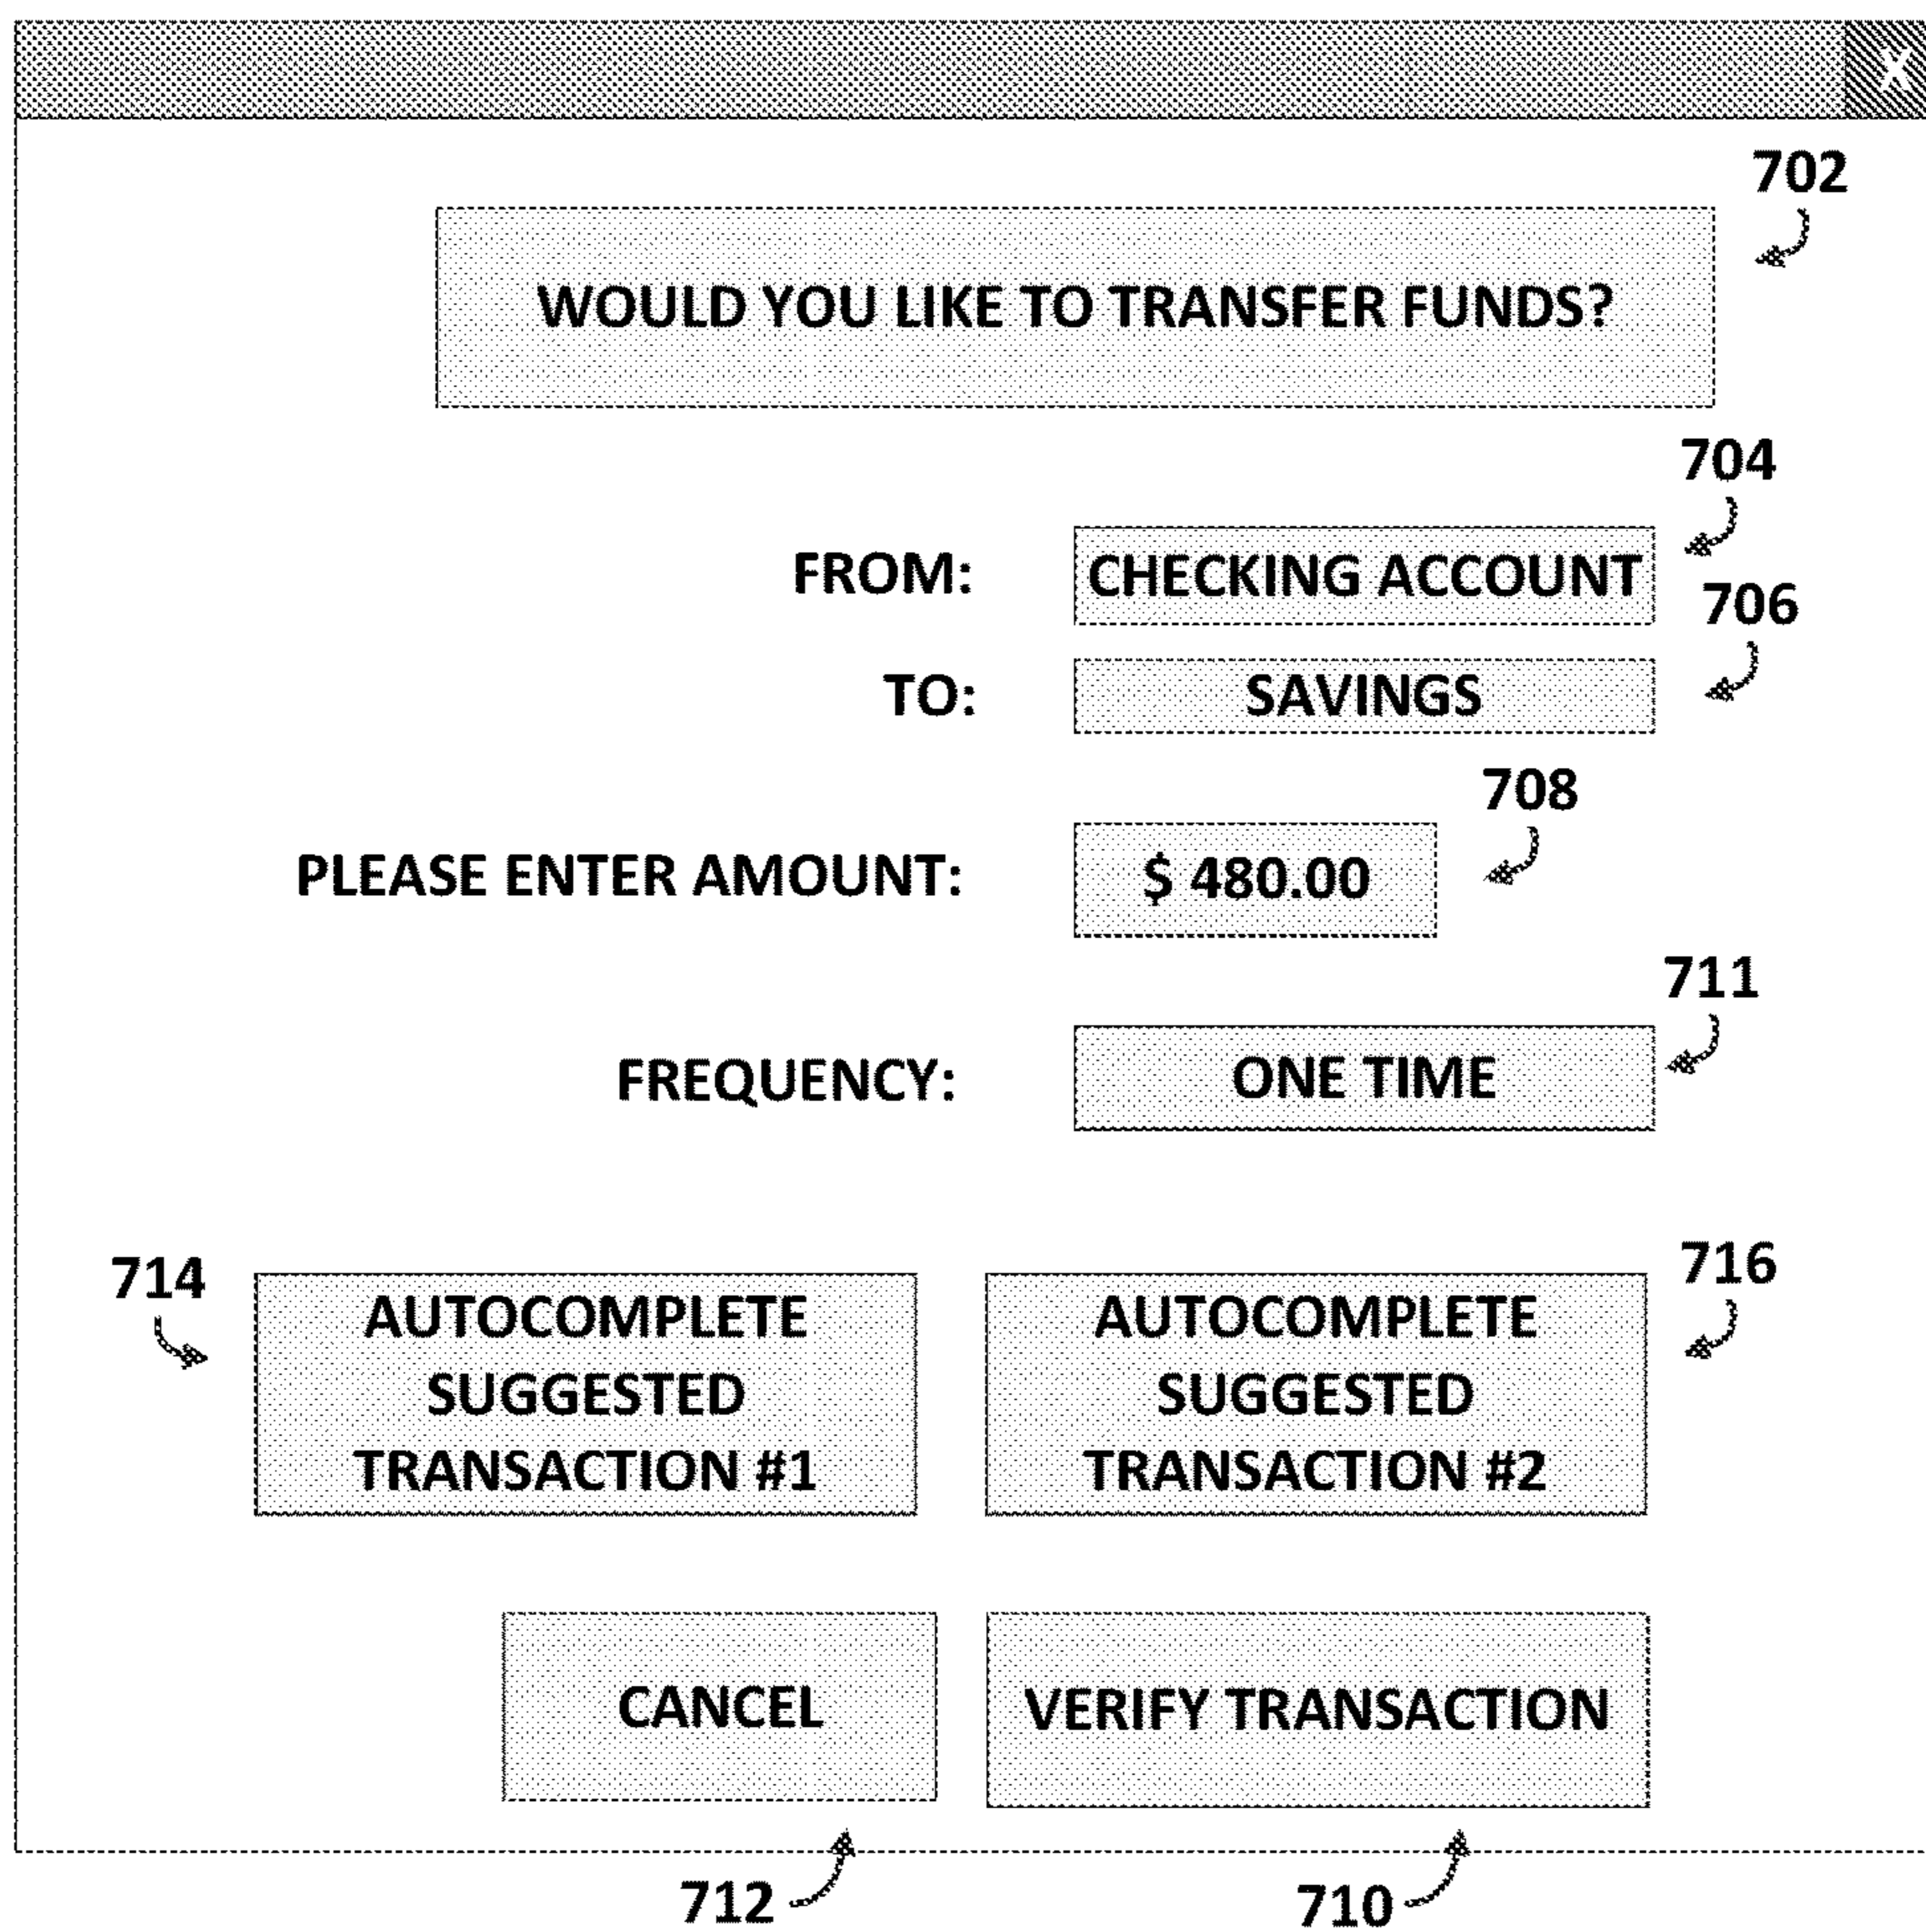 X
702
WOULD YOU LIKE TO TRANSFER FUNDS?
704
FROM: CHECKING ACCOUNT
706
TO: SAVINGS
708
PLEASE ENTER AMOUNT: $ 480.00
711
FREQUENCY: ONE TIME
714
AUTOCOMPLETE
SUGGESTED
TRANSACTION #1
716
AUTOCOMPLETE
SUGGESTED
TRANSACTION #2
CANCEL
VERIFY TRANSACTION
712
710